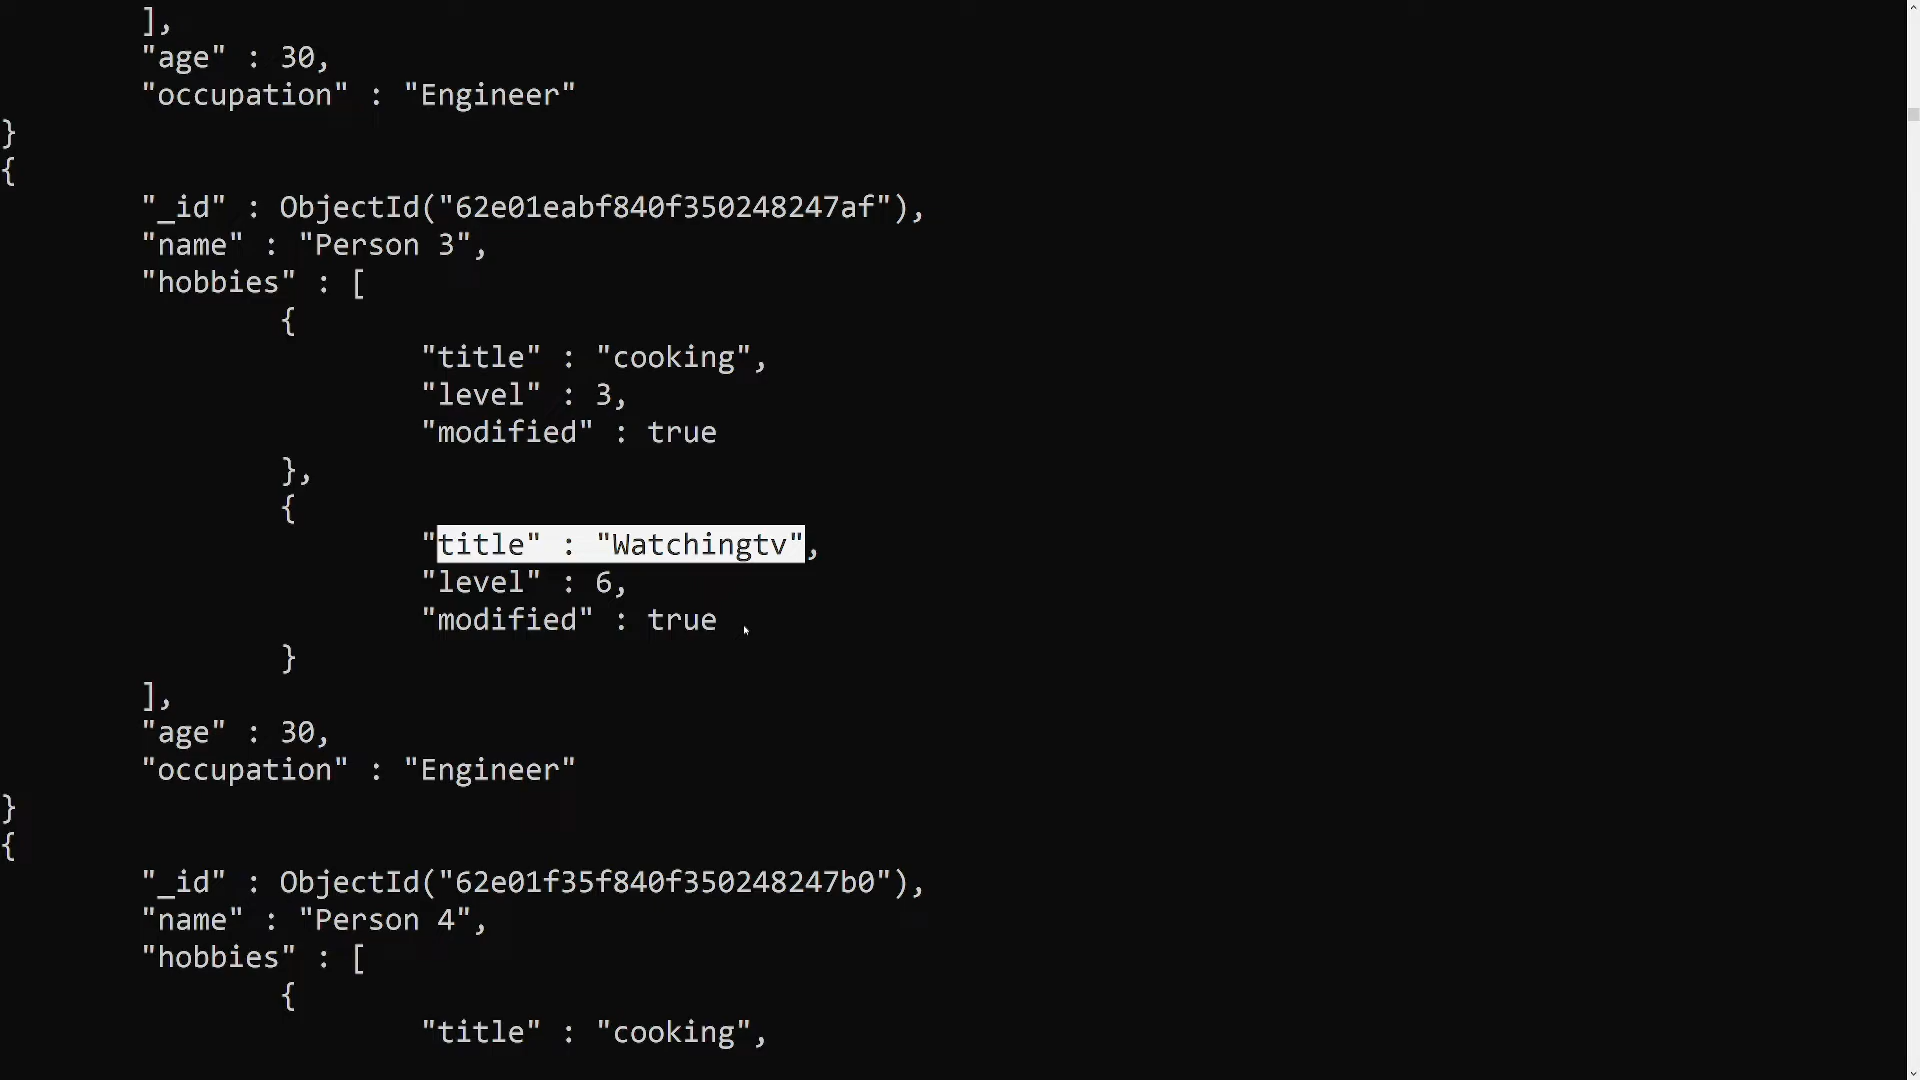 ],
"age" : 30,
"occupation" : "Engineer"
}
{
"_id" : ObjectId("62e01eabf840f350248247af"),
"name" : "Person 3",
"hobbies" : [
{
"title" : "cooking",
"level" : 3,
"modified" : true
},
{
"title" : "Watchingtv",
"level" : 6,
"modified" : true
}
],
"age" : 30,
"occupation" : "Engineer"
}
{
"_id" : ObjectId("62e01f35f840f350248247b0"),
"name" : "Person 4",
"hobbies" : [
{
"title" : "cooking",